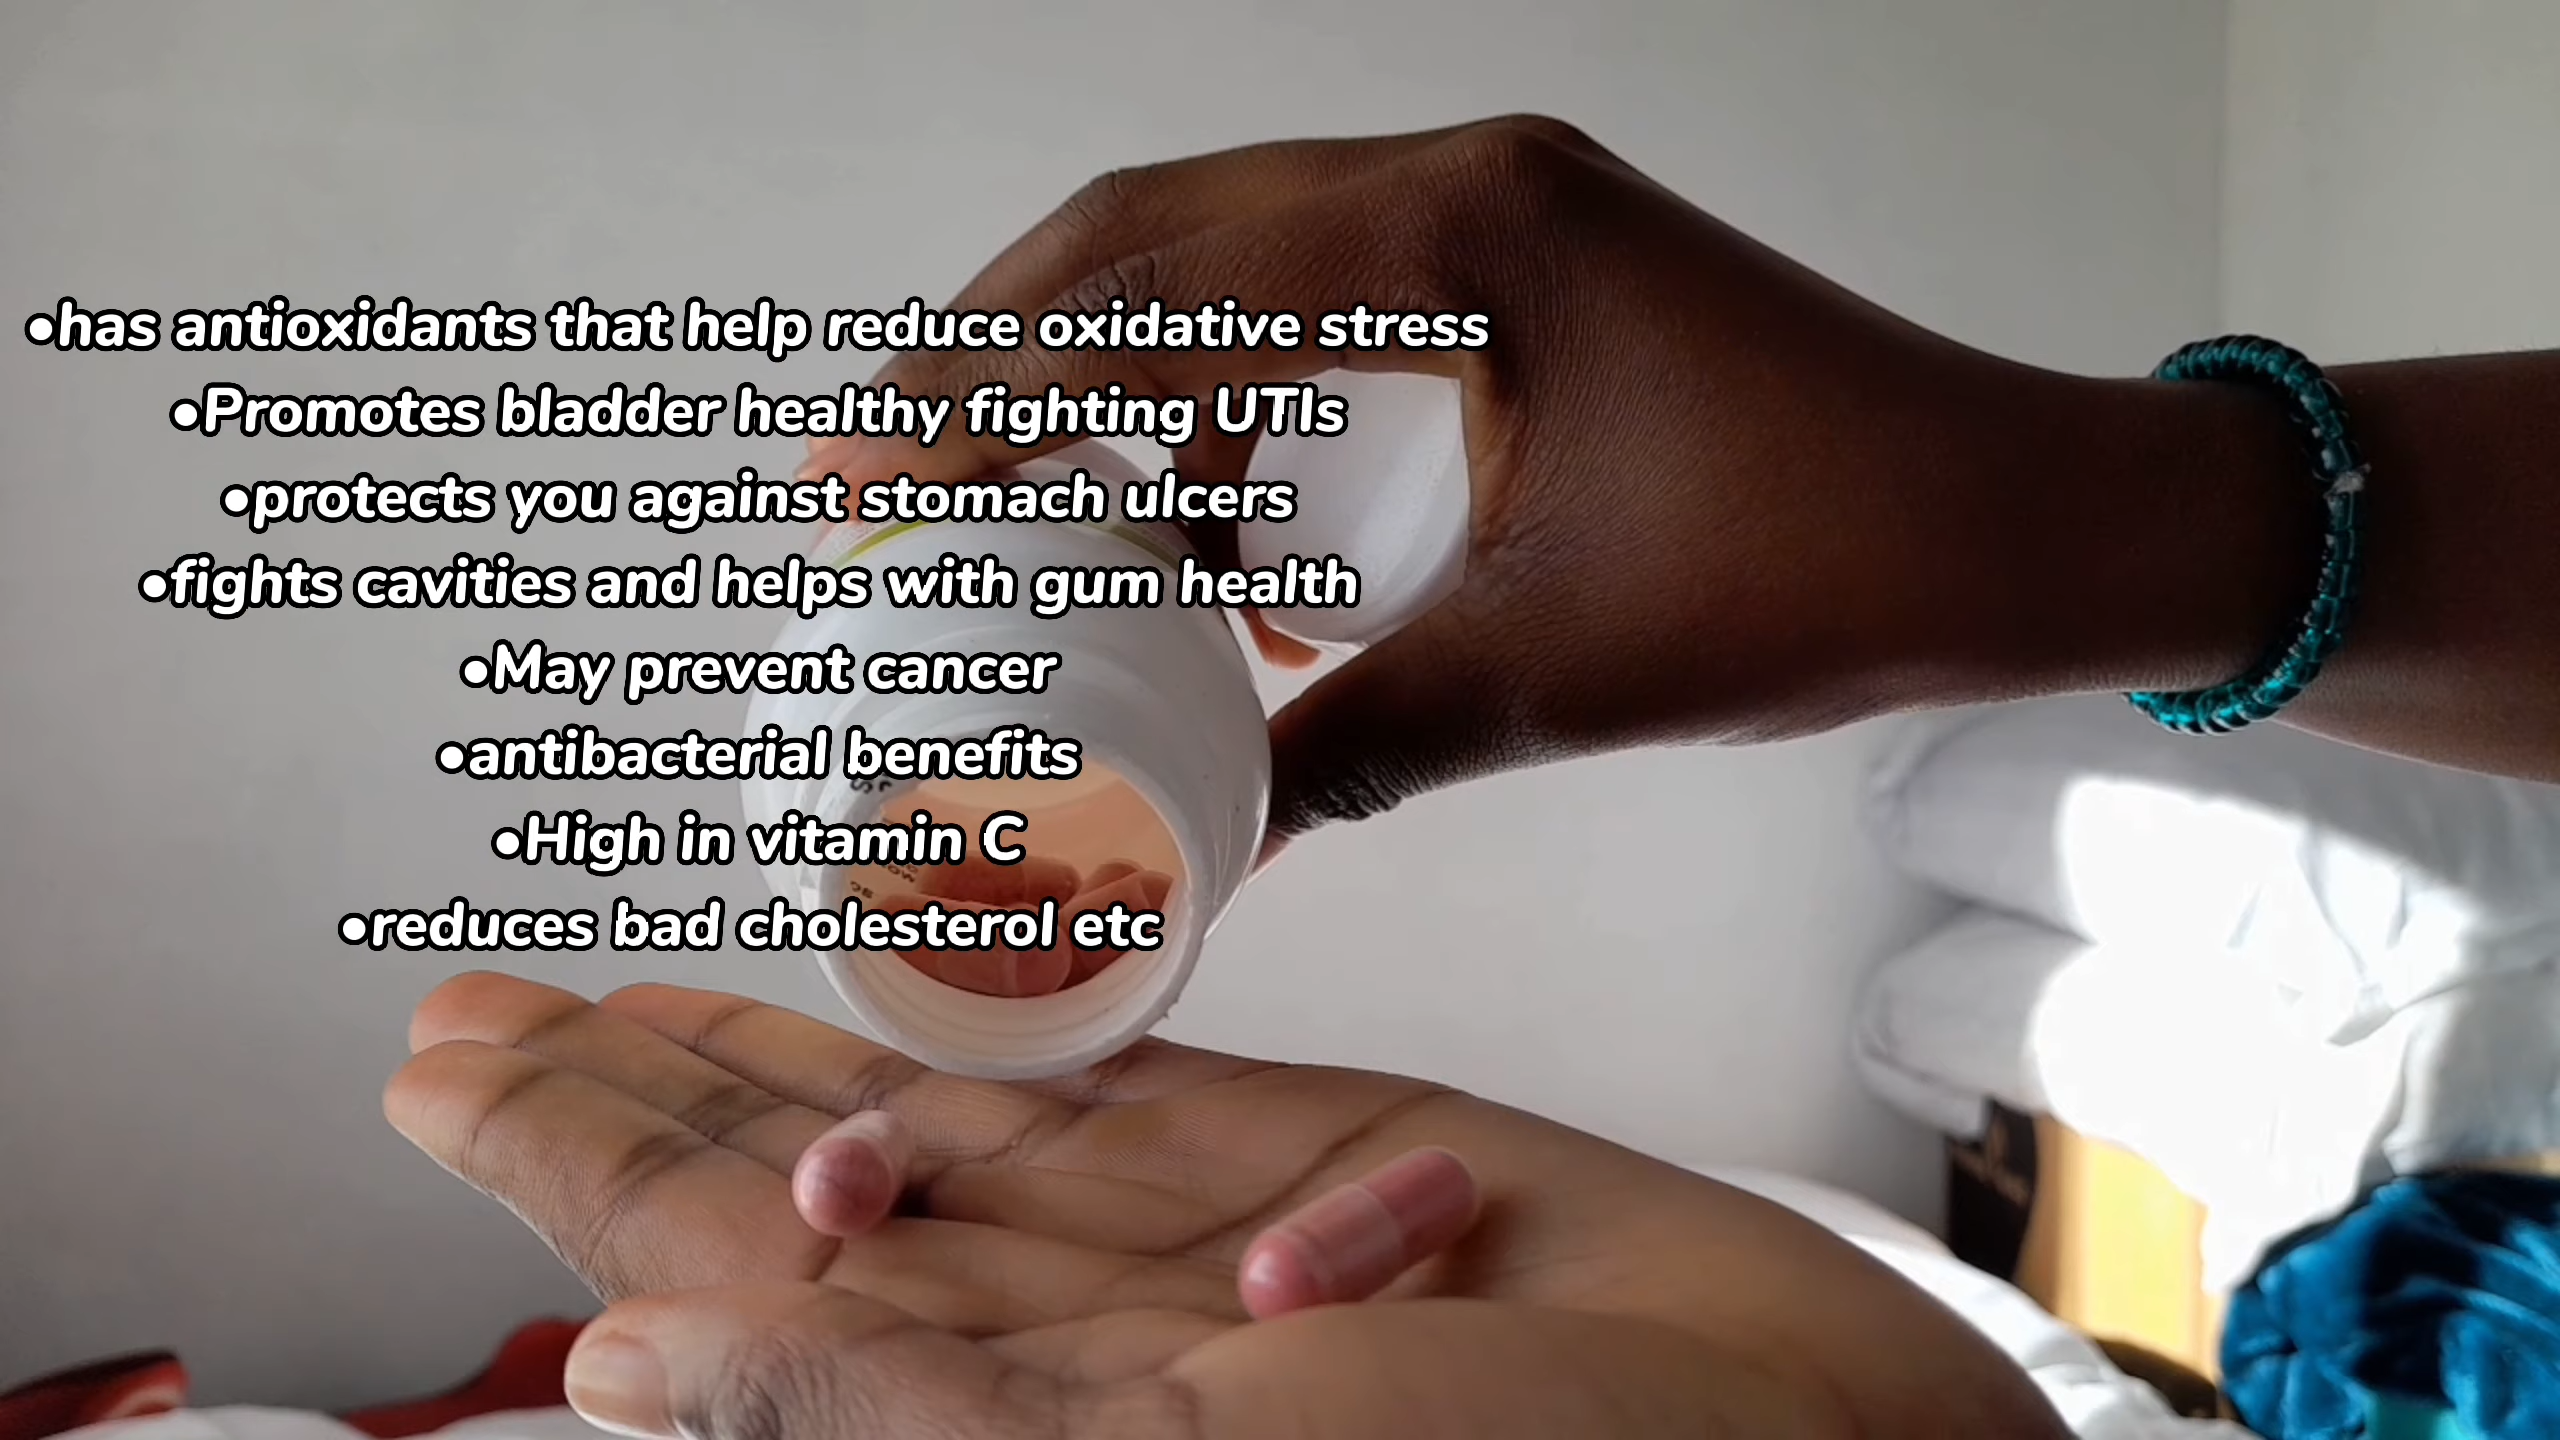 •has antioxidants that help reduce oxidative stress
•Promotes bladder healthy fighting UTIs
•protects you against stomach ulcers
•fights cavities and helps with gum health
•May prevent cancer
•antibacterial benefits
•High in vitamin C
•reduces bad cholesterol etc